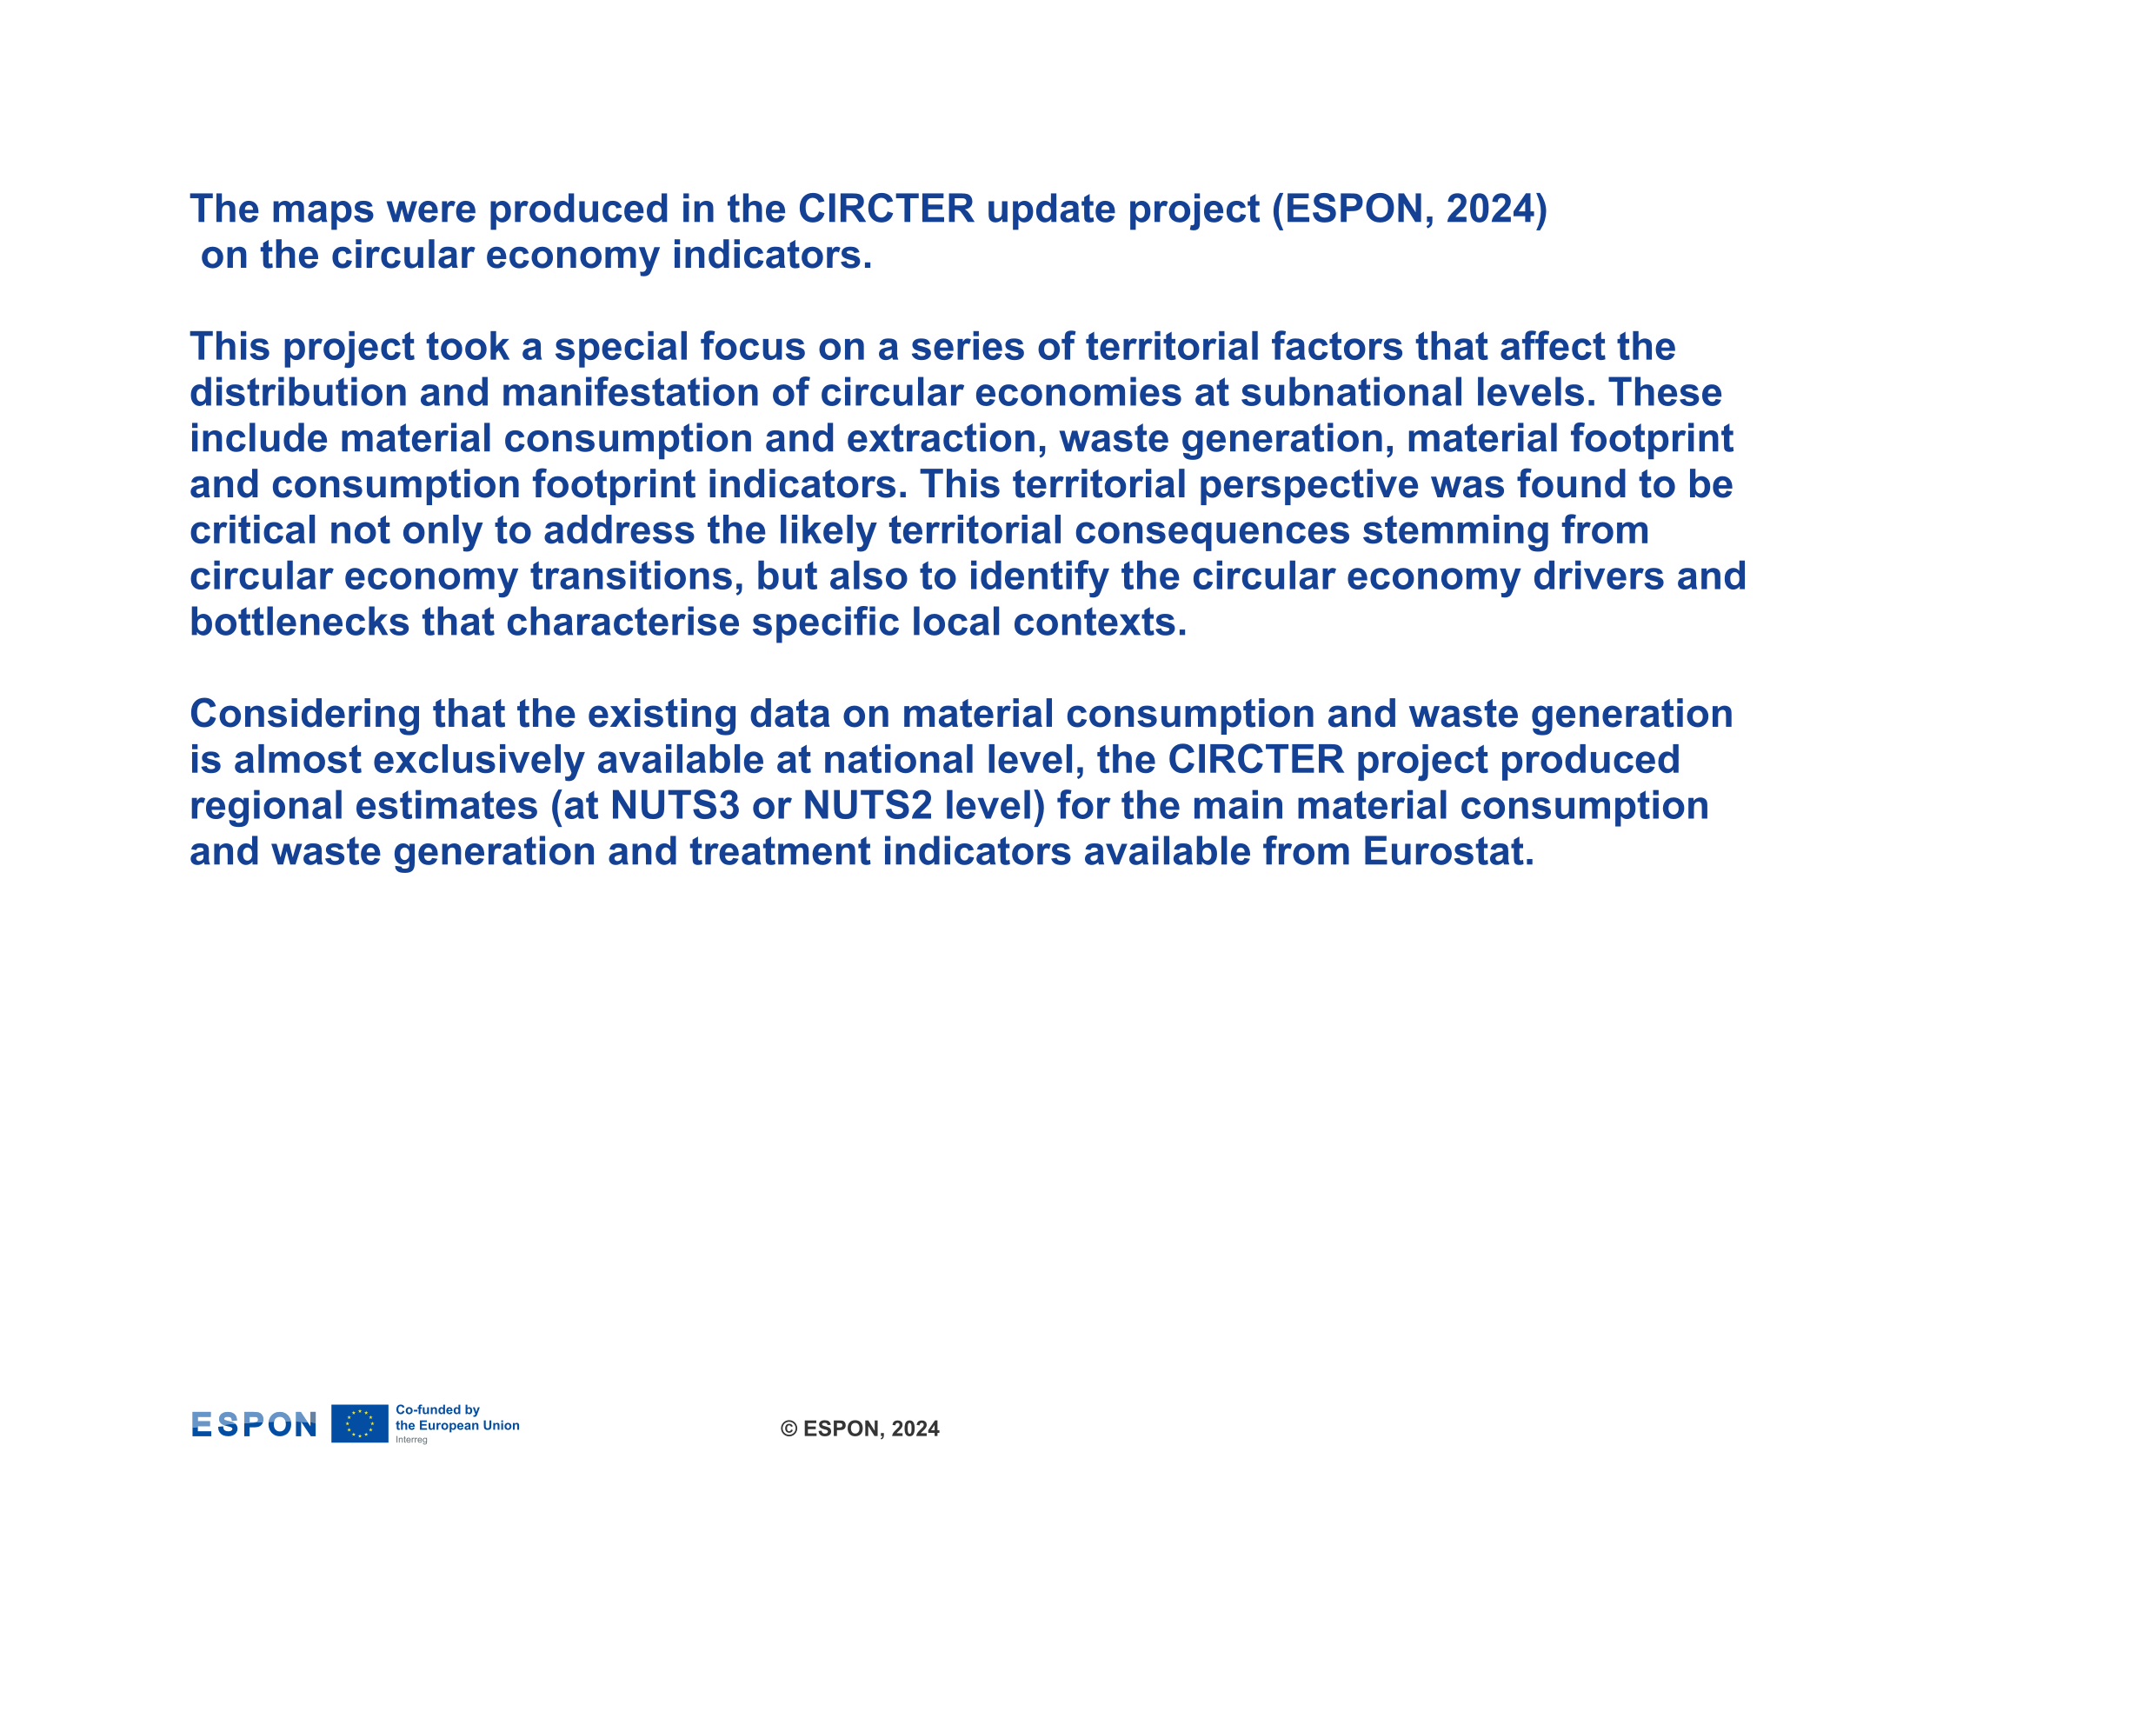 The maps were produced in the CIRCTER update project (ESPON, 2024)
on the circular economy indicators.
This project took a special focus on a series of territorial factors that affect the
distribution and manifestation of circular economies at subnational levels. These
include material consumption and extraction, waste generation, material footprint
and consumption footprint indicators. This territorial perspective was found to be
critical not only to address the likely territorial consequences stemming from
circular economy transitions, but also to identify the circular economy drivers and
bottlenecks that characterise specific local contexts.
Considering that the existing data on material consumption and waste generation
is almost exclusively available at national level, the CIRCTER project produced
regional estimates (at NUTS3 or NUTS2 level) for the main material consumption
and waste generation and treatment indicators available from Eurostat.
ESPON
Co-funded by
the European Union
Interreg
© ESPON, 2024